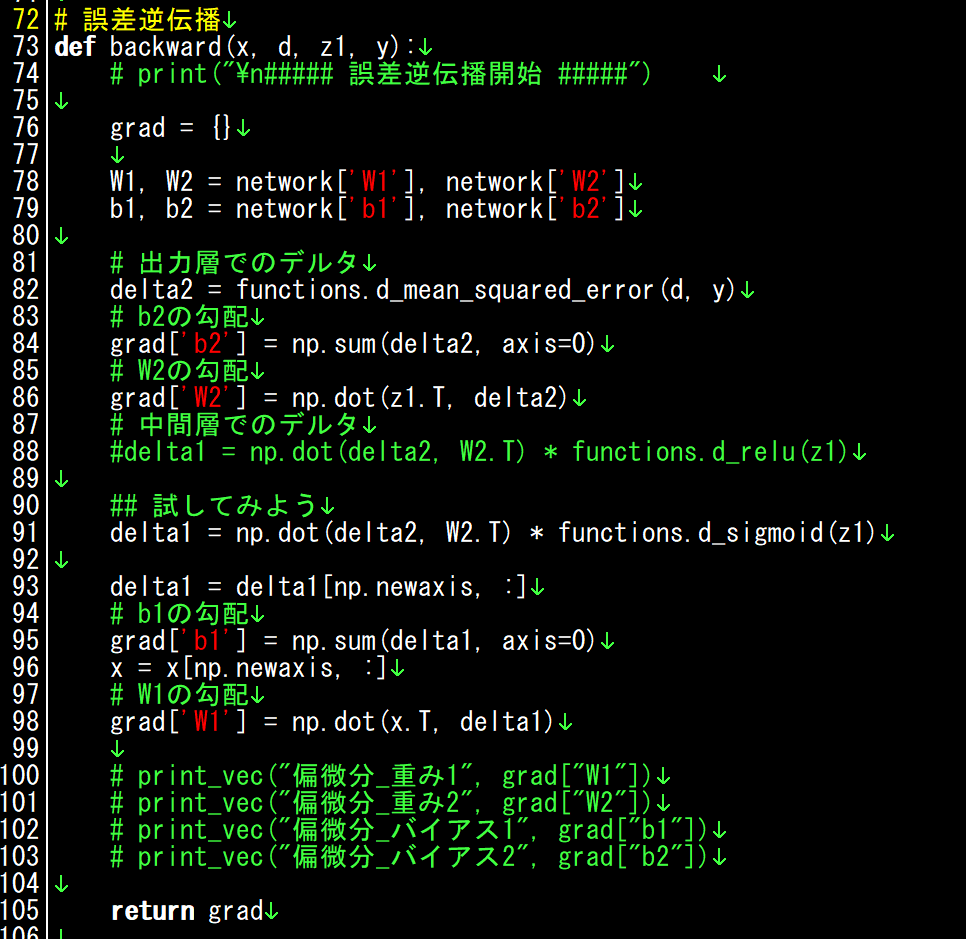 72 # 誤差逆伝播↓
73 def backward(x, d, z1, y):↓
74     # print("¥n##### 誤差逆伝播開始 #####")    ↓
75 ↓
76     grad = {}↓
77     ↓
78     W1, W2 = network['W1'], network['W2']↓
79     b1, b2 = network['b1'], network['b2']↓
80 ↓
81     # 出力層でのデルタ↓
82     delta2 = functions.d_mean_squared_error(d, y)↓
83     # b2の勾配↓
84     grad['b2'] = np.sum(delta2, axis=0)↓
85     # W2の勾配↓
86     grad['W2'] = np.dot(z1.T, delta2)↓
87     # 中間層でのデルタ↓
88     #delta1 = np.dot(delta2, W2.T) * functions.d_relu(z1)↓
89 ↓
90     ## 試してみよう↓
91     delta1 = np.dot(delta2, W2.T) * functions.d_sigmoid(z1)↓
92 ↓
93     delta1 = delta1[np.newaxis, :]↓
94     # b1の勾配↓
95     grad['b1'] = np.sum(delta1, axis=0)↓
96     x = x[np.newaxis, :]↓
97     # W1の勾配↓
98     grad['W1'] = np.dot(x.T, delta1)↓
99     ↓
100     # print_vec("偏微分_重み1", grad["W1"])↓
101     # print_vec("偏微分_重み2", grad["W2"])↓
102     # print_vec("偏微分_バイアス1", grad["b1"])↓
103     # print_vec("偏微分_バイアス2", grad["b2"])↓
104 ↓
105     return grad↓
106